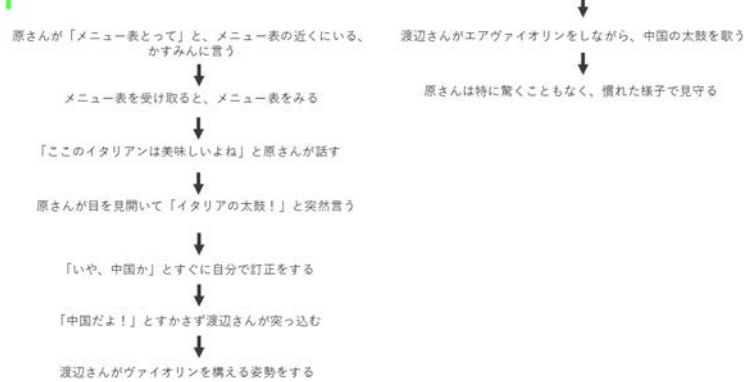 原さんが「メニュー表とって」と、メニュー表の近くにいる、
かすみんに言う
メニュー表を受け取ると、メニュー表をみる
「ここのイタリアンは美味しいよね」と原さんが話す
原さんが目を見開いて「イタリアの太鼓！」と突然言う
「いや、中国か」とすぐに自分で訂正をする
「中国だよ！」とすかさず渡辺さんが突っ込む
渡辺さんがヴァイオリンを構える姿勢をする
渡辺さんがエアヴァイオリンをしながら、中国の太鼓を歌う
原さんは特に驚くこともなく、慣れた様子で見守る